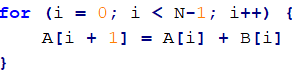 for (i = 0; i < N-1; i++) {
A[i + 1] = A[i] + B[i]
}